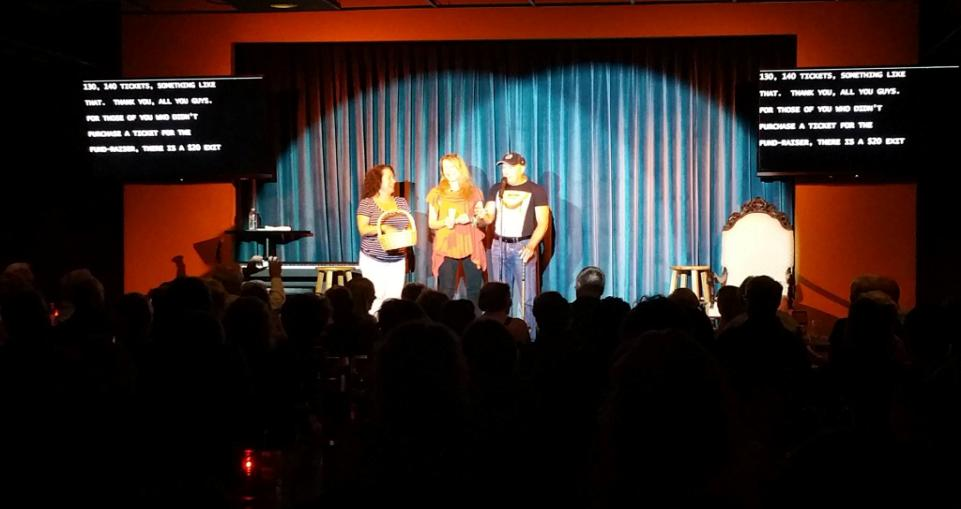 130, 140 TICKETS, SOMETHING LIKE
THAT. THANK YOU, ALL YOU GUYS.
FOR THOSE OF YOU WHO DIDN'T
PURCHASE A TICKET FOR THE
FUND-RAISER, THERE IS A $20 EXIT
130, 140 TICKETS, SOMETHING LIKE
THAT. THANK YOU, ALL YOU GUYS.
FOR THOSE OF YOU WHO DIDN'T
PURCHASE A TICKET FOR THE
FUND-RAISER, THERE IS A $20 EXIT